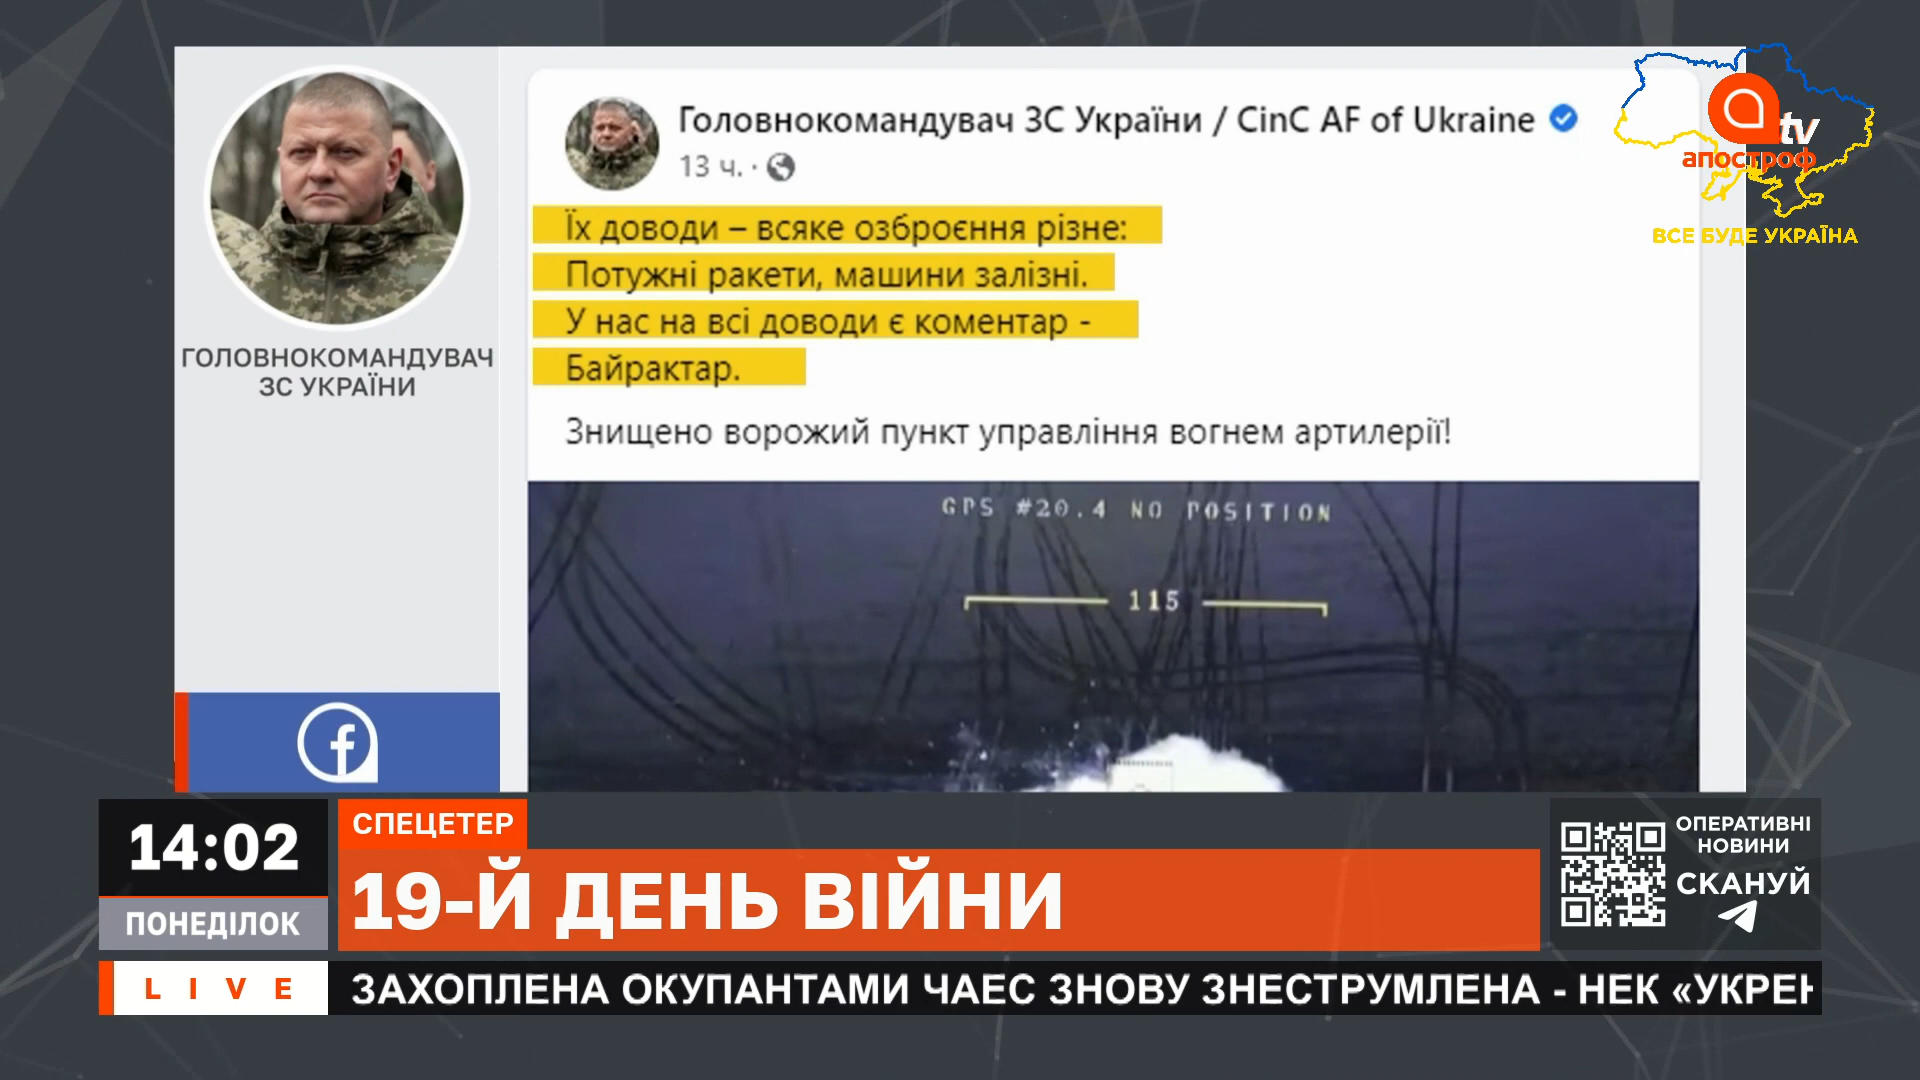 Головнокомандувач ЗС України / CinC AF of Ukraine
13 ч. ·
Їх доводи – всяке озброєння різне:
Потужні ракети, машини залізні.
У нас на всі доводи є коментар -
Байрактар.
Знищено ворожий пункт управління вогнем артилерії!
GPS #20.4 NO POSITION
115
ГОЛОВНОКОМАНДУВАЧ
ЗС УКРАЇНИ
tv
апостроф
ВСЕ БУДЕ УКРАЇНА
14:02
ПОНЕДІЛОК
СПЕЦЕТЕР
19-Й ДЕНЬ ВІЙНИ
ОПЕРАТИВНІ
НОВИНИ
СКАНУЙ
LIVE
ЗАХОПЛЕНА ОКУПАНТАМИ ЧАЕС ЗНОВУ ЗНЕСТРУМЛЕНА - НЕК «УКРЕН